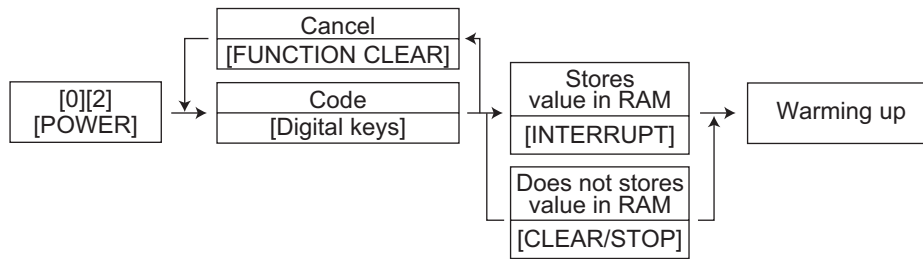 Cancel
[FUNCTION CLEAR]
[0][2]
[POWER]
Code
[Digital keys]
Stores
value in RAM
[INTERRUPT]
Does not stores
value in RAM
[CLEAR/STOP]
Warming up